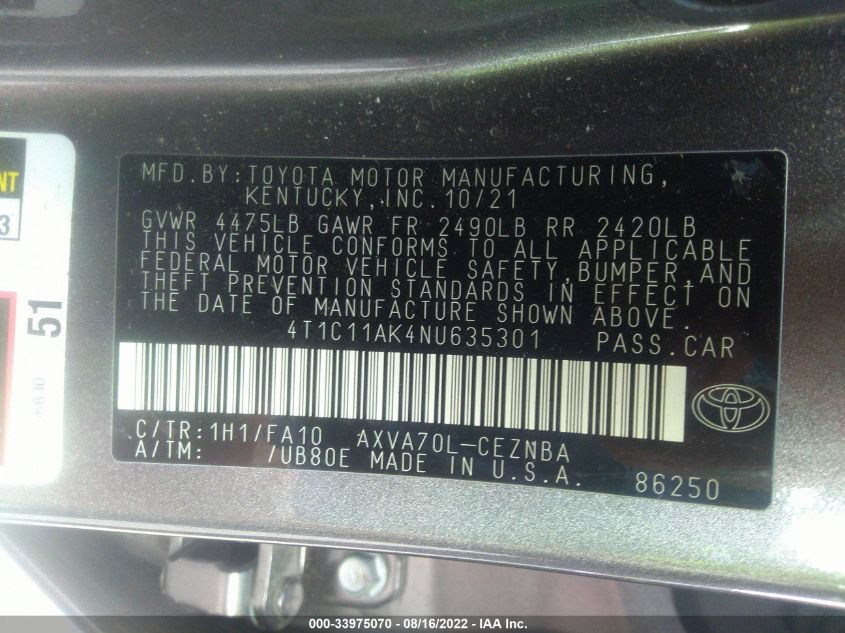 NT
3
51
MFD.BY:TOYOTA MOTOR MANUFACTURING,
KENTUCKY,INC.10/21
GVWR 4475LB GAWR FR 2490LB RR 2420LB
THIS VEHICLE CONFORMS TO ALL APPLICABLE
FEDERAL MOTOR VEHICLE SAFETY,BUMPER,AND
THEFT PREVENTION STANDARDS IN EFFECT ON
THE DATE OF MANUFACTURE SHOWN ABOVE.
4T1C11AK4NU635301 PASS.CAR
C/TR:1H1/FA10 AXVA70L-CEZNBA
A/TM: /UB80E MADE IN U.S.A.
86250
000-33975070 - 08/16/2022 - IAA Inc.